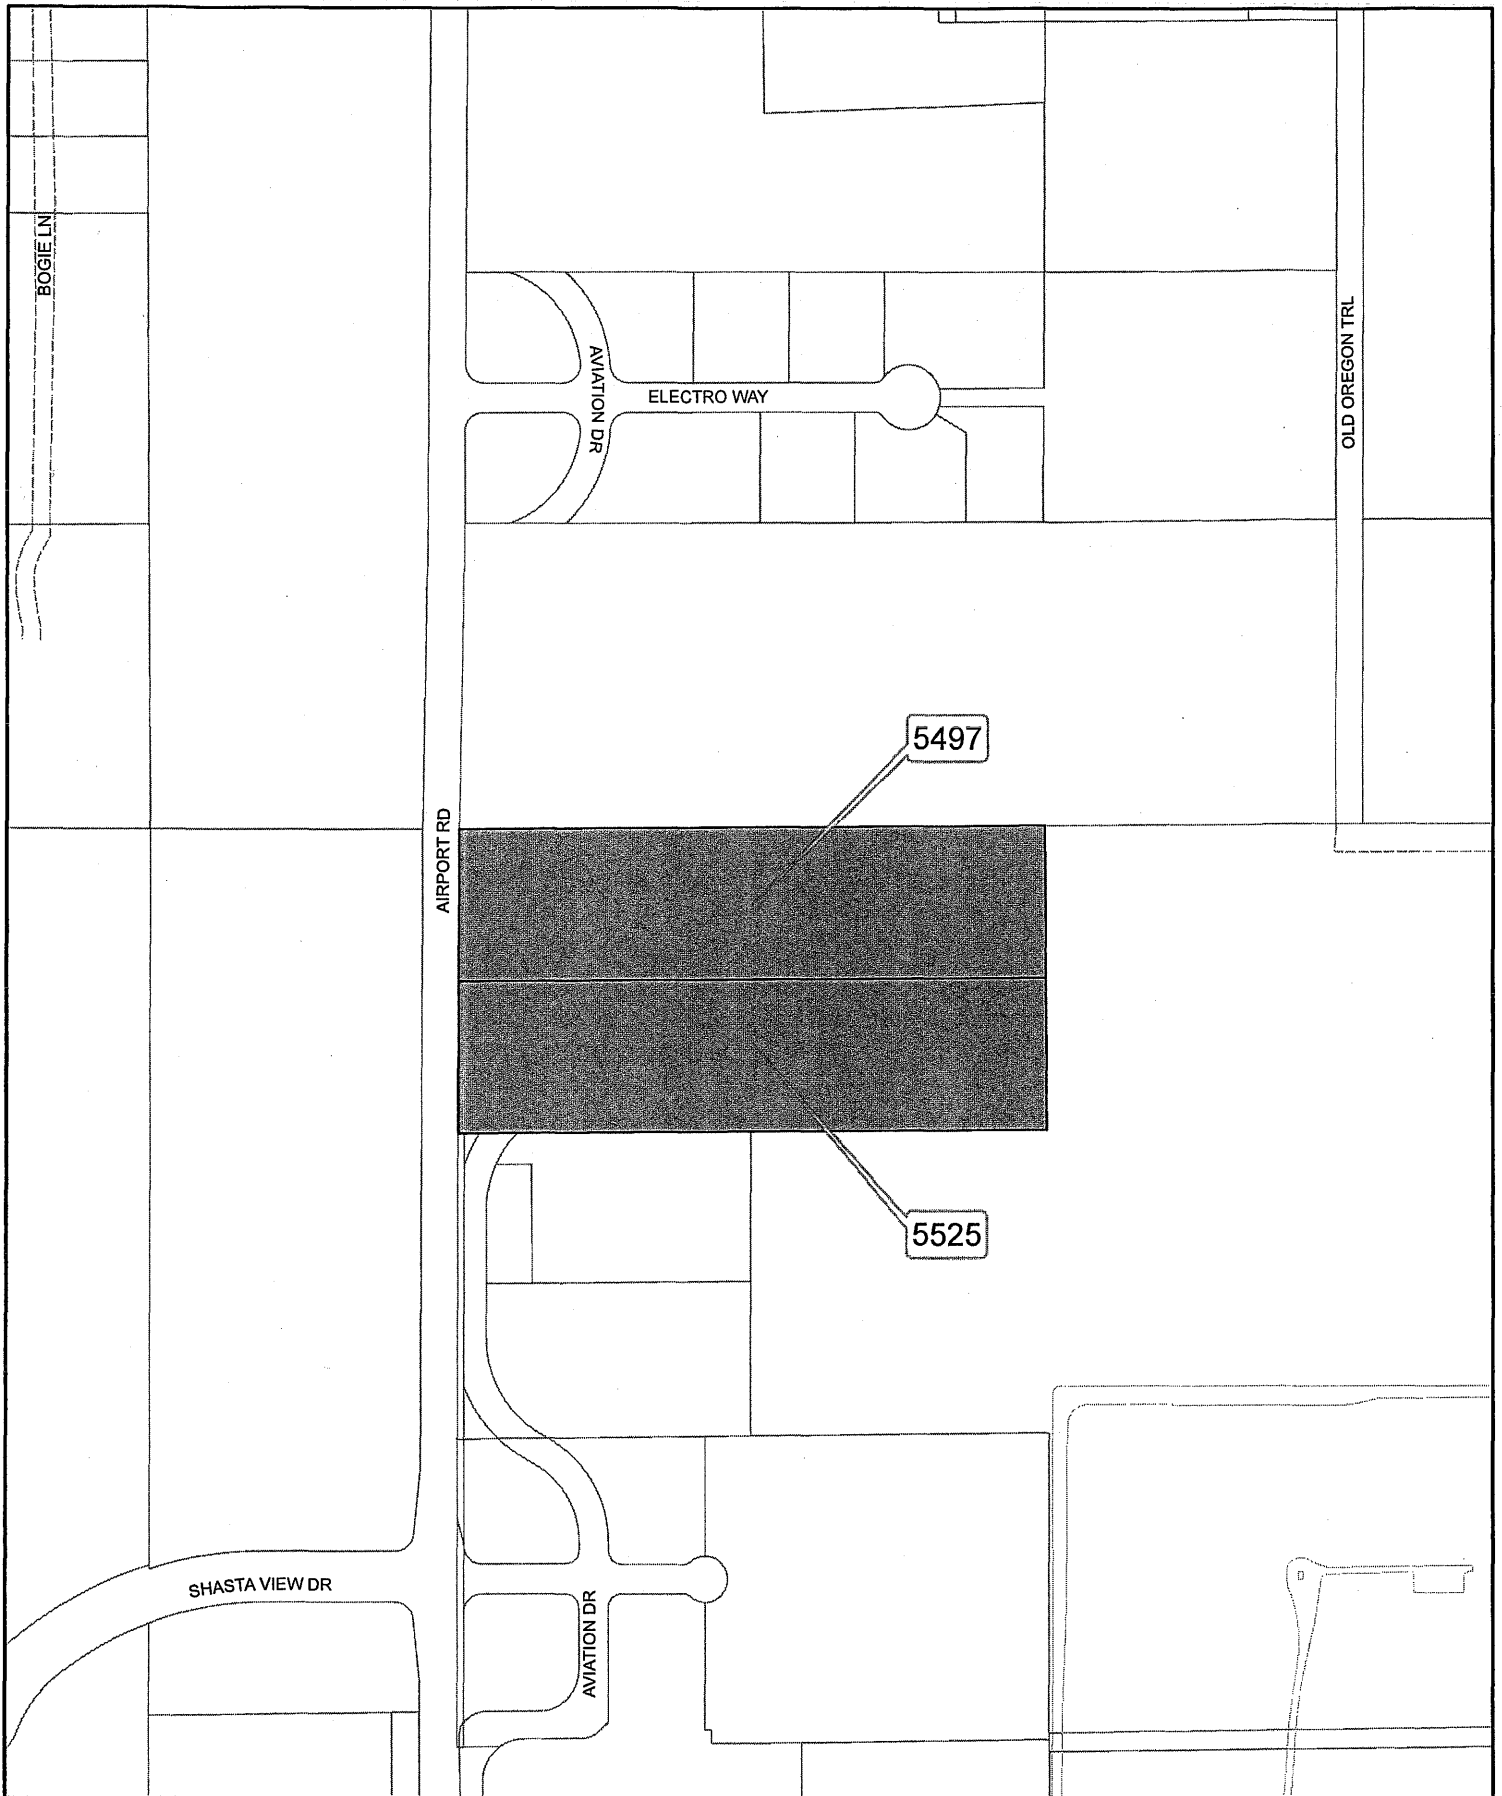 BOGIE LN
AVIATION DR
ELECTRO WAY
OLD OREGON TRL
5497
AIRPORT RD
5525
SHASTA VIEW DR
AVIATION DR